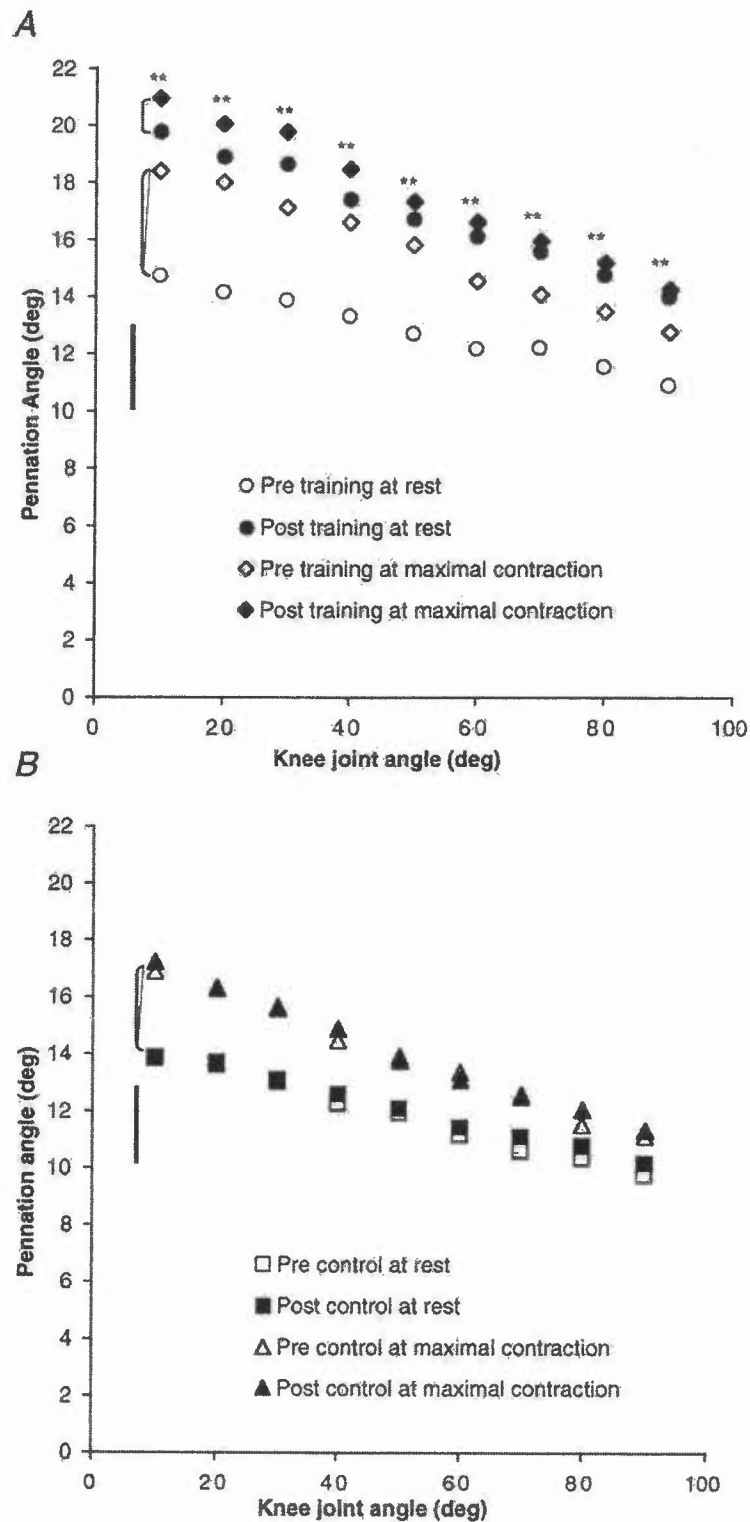 A
22
20
18
16
14
12
10
8
6
4
2
0
Pennation Angle (deg)
** ** ** ** ** ** ** ** **
Pre training at rest
Post training at rest
Pre training at maximal contraction
Post training at maximal contraction
0 20 40 60 80 100
Knee joint angle (deg)
B
22
20
18
16
14
12
10
8
6
4
2
0
Pennation angle (deg)
Pre control at rest
Post control at rest
Pre control at maximal contraction
Post control at maximal contraction
0 20 40 60 80 100
Knee joint angle (deg)